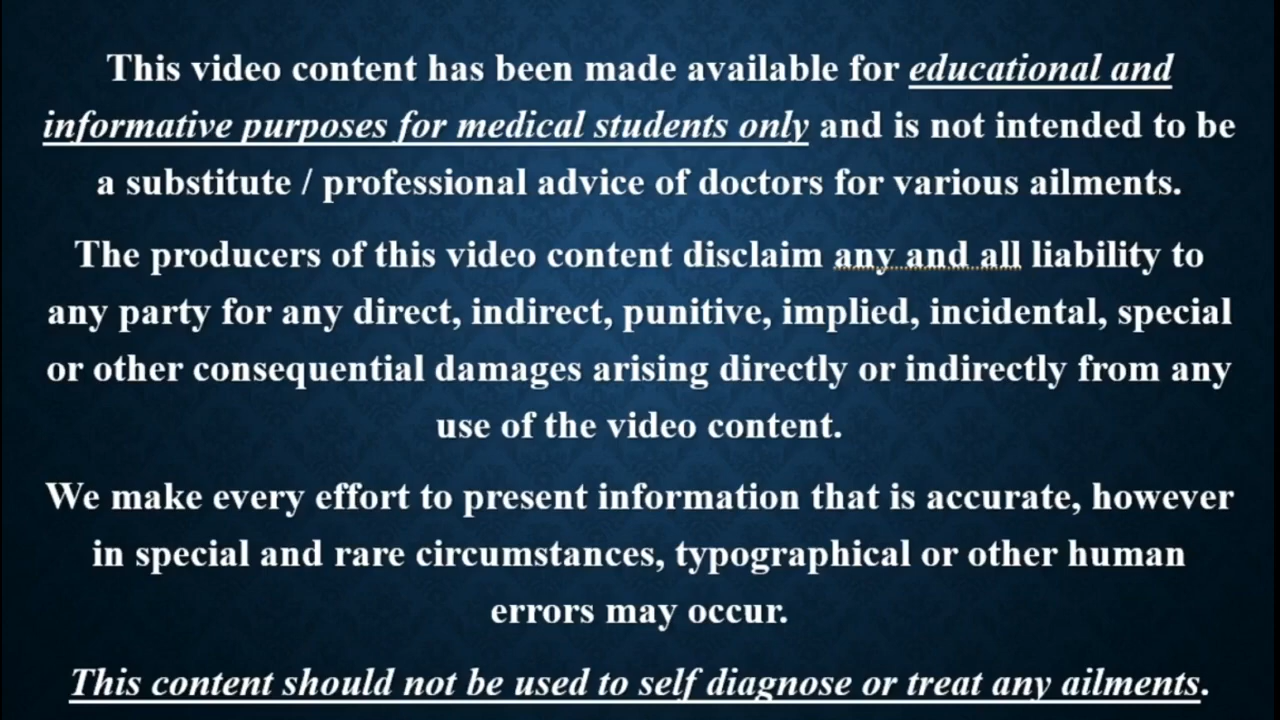 This video content has been made available for educational and
informative purposes for medical students only and is not intended to be
a substitute / professional advice of doctors for various ailments.
The producers of this video content disclaim any and all liability to
any party for any direct, indirect, punitive, implied, incidental, special
or other consequential damages arising directly or indirectly from any
use of the video content.
We make every effort to present information that is accurate, however
in special and rare circumstances, typographical or other human
errors may occur.
This content should not be used to self diagnose or treat any ailments.